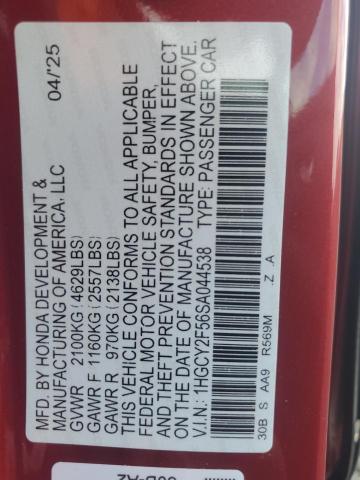 MFD. BY HONDA DEVELOPMENT & 04/'25
MANUFACTURING OF AMERICA, LLC
GVWR 2100KG (4629LBS)
GAWR F 1160KG (2557LBS)
GAWR R 970KG (2138LBS)
THIS VEHICLE CONFORMS TO ALL APPLICABLE
FEDERAL MOTOR VEHICLE SAFETY, BUMPER,
AND THEFT PREVENTION STANDARDS IN EFFECT
ON THE DATE OF MANUFACTURE SHOWN ABOVE.
V.I.N.: 1HGCY2F56SA044538 TYPE: PASSENGER CAR
30B S AA9 R569M .Z .A